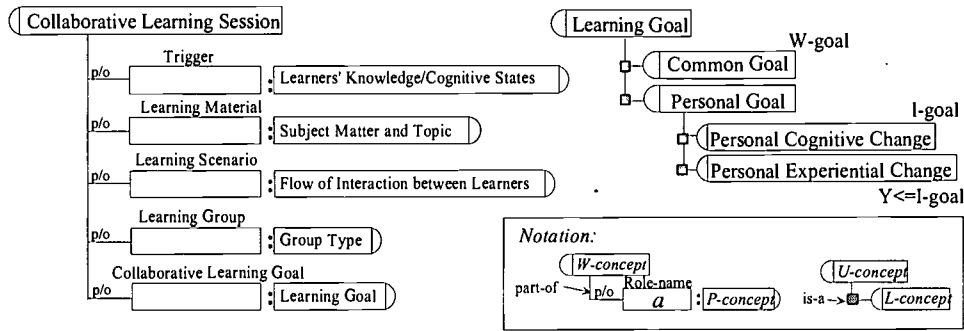 Collaborative Learning Session
Trigger
p/o : Learners' Knowledge/Cognitive States
Learning Material
p/o : Subject Matter and Topic
Learning Scenario
p/o : Flow of Interaction between Learners
Learning Group
p/o : Group Type
Collaborative Learning Goal
p/o : Learning Goal
Learning Goal
W-goal
Common Goal
Personal Goal
I-goal
Personal Cognitive Change
Personal Experiential Change
Y<=I-goal
Notation:
W-concept
part-of
p/o
Role-name
a : P-concept
U-concept
is-a
L-concept